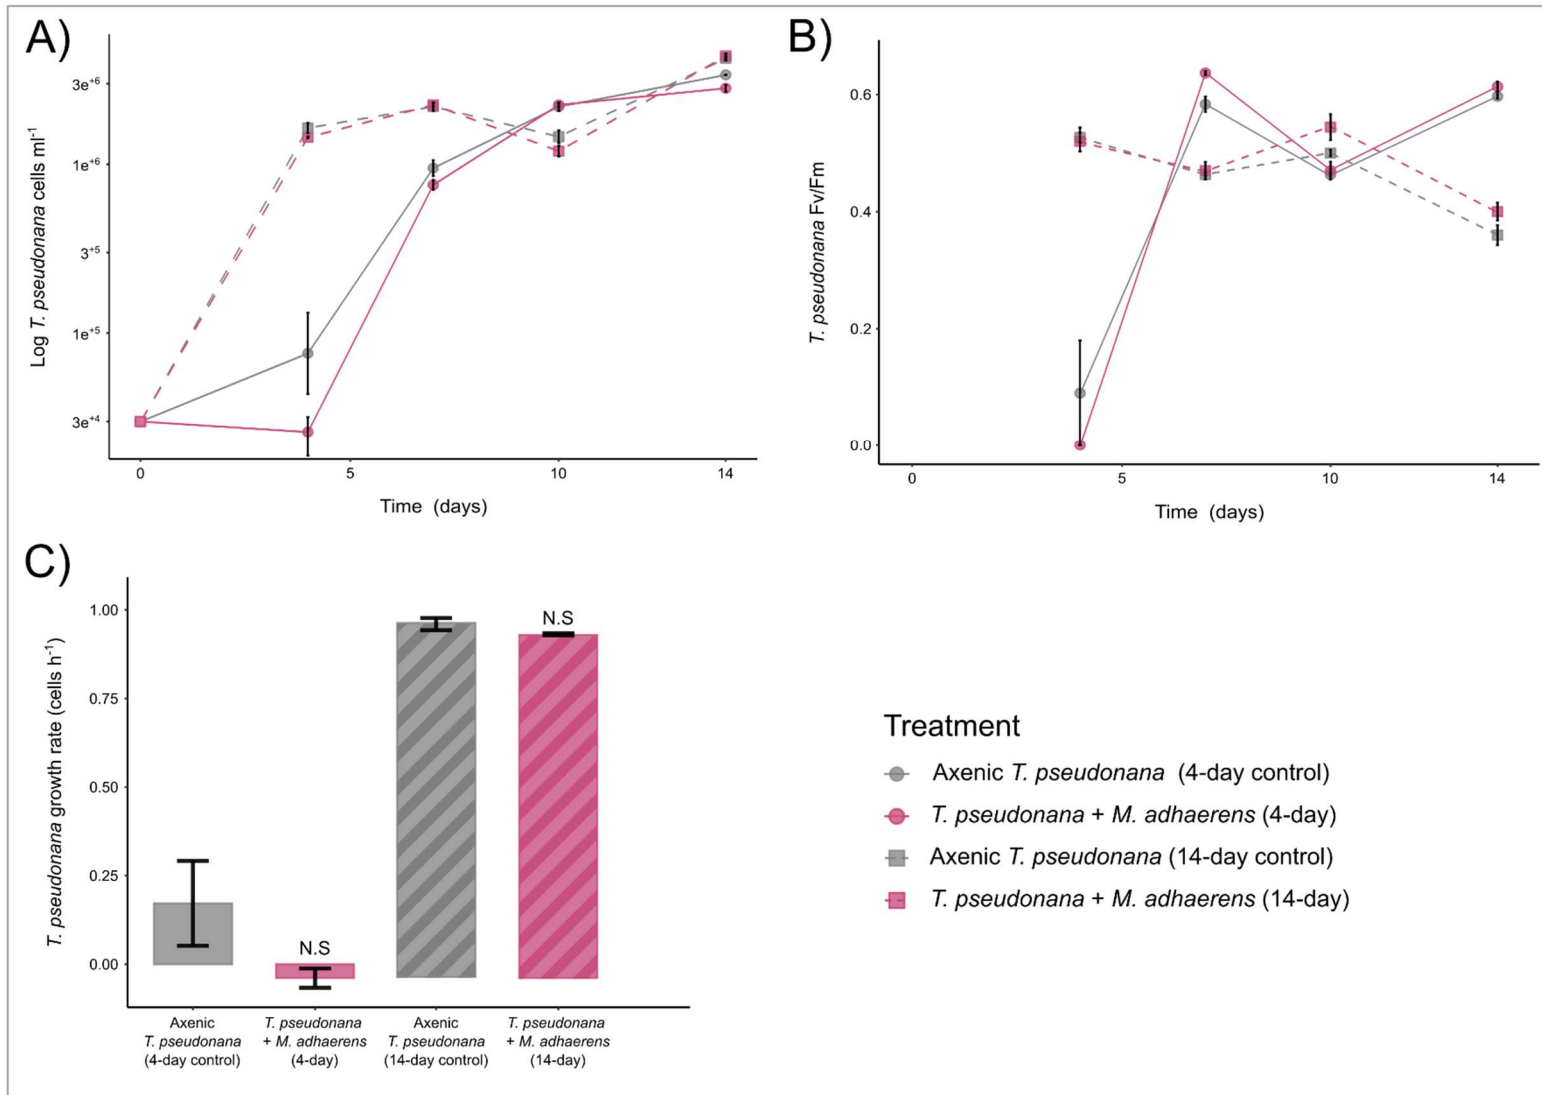 A)
Log T. pseudonana cells ml⁻¹
3e⁺⁶
1e⁺⁶
3e⁺⁵
1e⁺⁵
3e⁺⁴
0
5
10
14
Time (days)
B)
T. pseudonana Fv/Fm
0.6
0.4
0.2
0.0
0
5
10
14
Time (days)
C)
T. pseudonana growth rate (cells h⁻¹)
1.00
0.75
0.50
0.25
0.00
N.S
N.S
Axenic
T. pseudonana
(4-day control)
T. pseudonana
+ M. adhaerens
(4-day)
Axenic
T. pseudonana
(14-day control)
T. pseudonana
+ M. adhaerens
(14-day)
Treatment
Axenic T. pseudonana (4-day control)
T. pseudonana + M. adhaerens (4-day)
Axenic T. pseudonana (14-day control)
T. pseudonana + M. adhaerens (14-day)